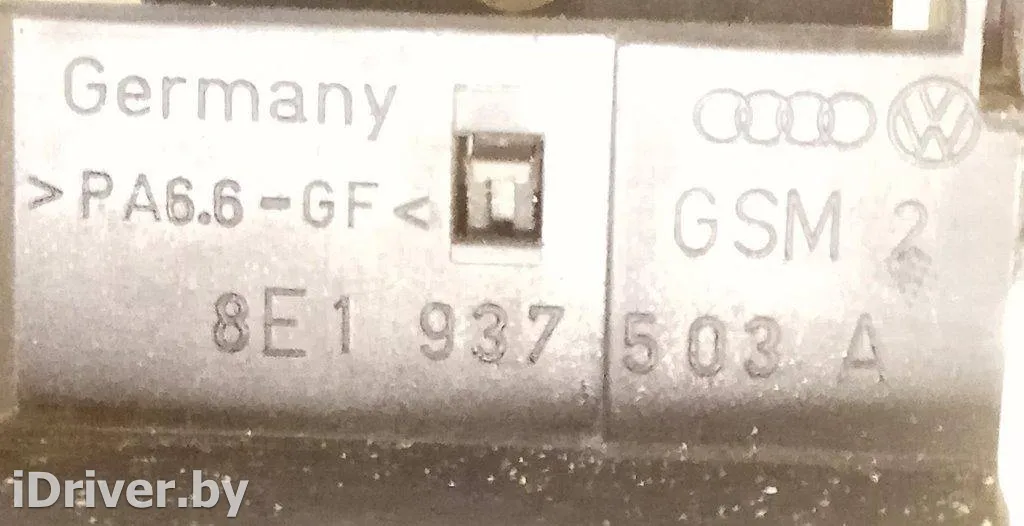 Germany
>PA6.6-GF<
GSM 2
8E1 937 503 A
iDriver.by